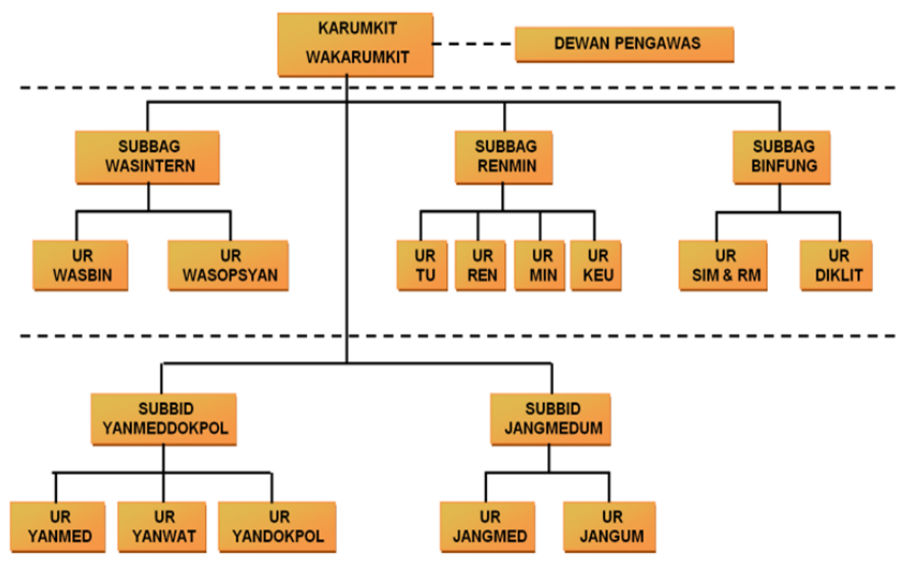 KARUMKIT
WAKARUMKIT
DEWAN PENGAWAS
SUBBAG
WASINTERN
SUBBAG
RENMIN
SUBBAG
BINFUNG
UR
WASBIN
UR
WASOPSYAN
UR
TU
UR
REN
UR
MIN
UR
KEU
UR
SIM & RM
UR
DIKLIT
SUBBID
YANMEDDOKPOL
SUBBID
JANGMEDUM
UR
YANMED
UR
YANWAT
UR
YANDOKPOL
UR
JANGMED
UR
JANGUM